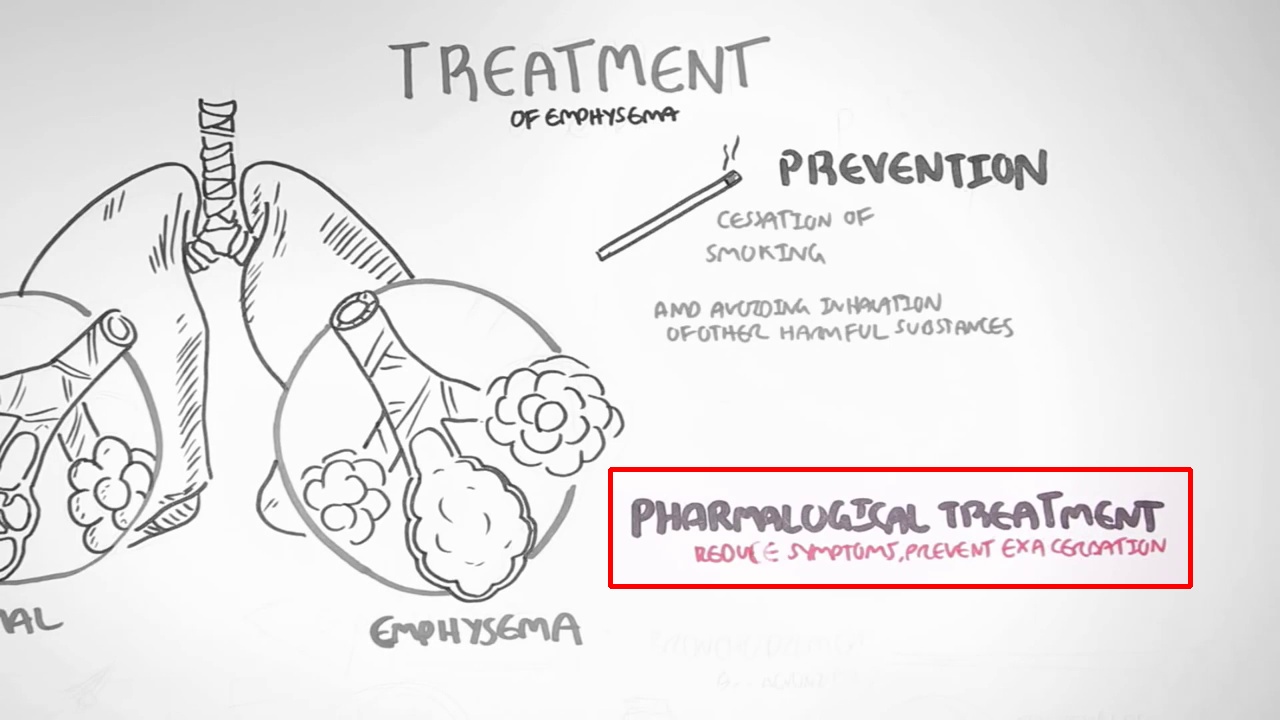 TREATMENT
OF EMPHYSEMA
PREVENTION
CESSATION OF
SMOKING
AND AVOIDING INHALATION
OF OTHER HARMFUL SUBSTANCES
PHARMALOGICAL TREATMENT
REDUCE SYMPTOMS, PREVENT EXACERBATION
MAL
EMPHYSEMA